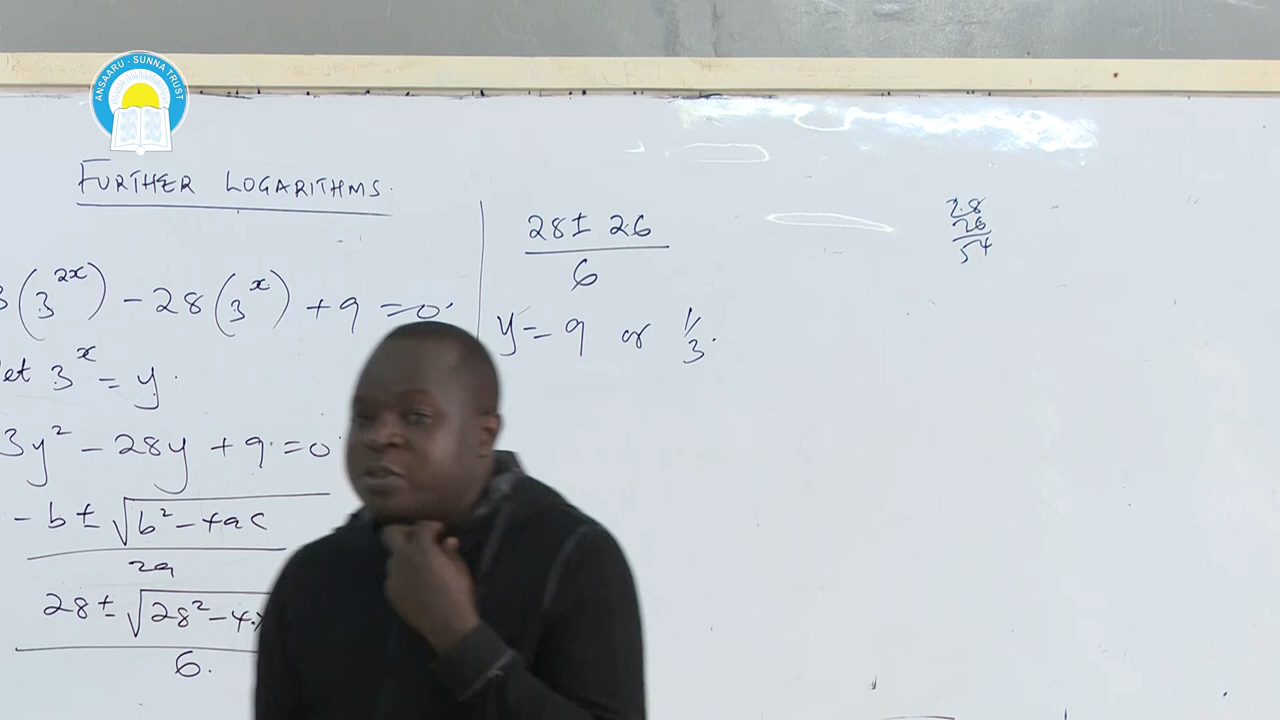 ANSAARU - SUNNA TRUST
FURTHER LOGARITHMS.
3(3^2x) - 28(3^x) + 9 = 0.
let 3^x = y.
3y² - 28y + 9 = 0
-b ± √b² - 4ac
2a
28 ± √28² - 4.
6.
28 ± 26
6
y = 9 or 1/3.
28
26
54